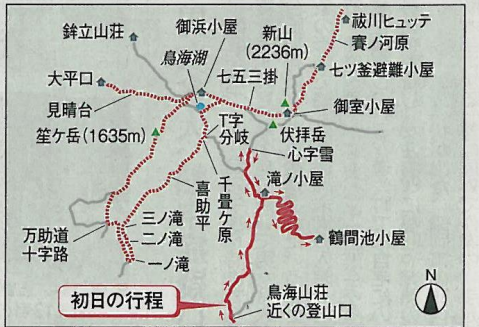 祓川ヒュッテ
賽ノ河原
御浜小屋
新山
(2236m)
鉾立山荘
鳥海湖
七五三掛
七ツ釜避難小屋
大平口
見晴台
御室小屋
笙ケ岳(1635m)
T字
分岐
伏拝岳
心字雪
滝ノ小屋
千畳ケ原
喜助平
万助道
十字路
三ノ滝
二ノ滝
一ノ滝
鶴間池小屋
初日の行程
鳥海山荘
近くの登山口
N